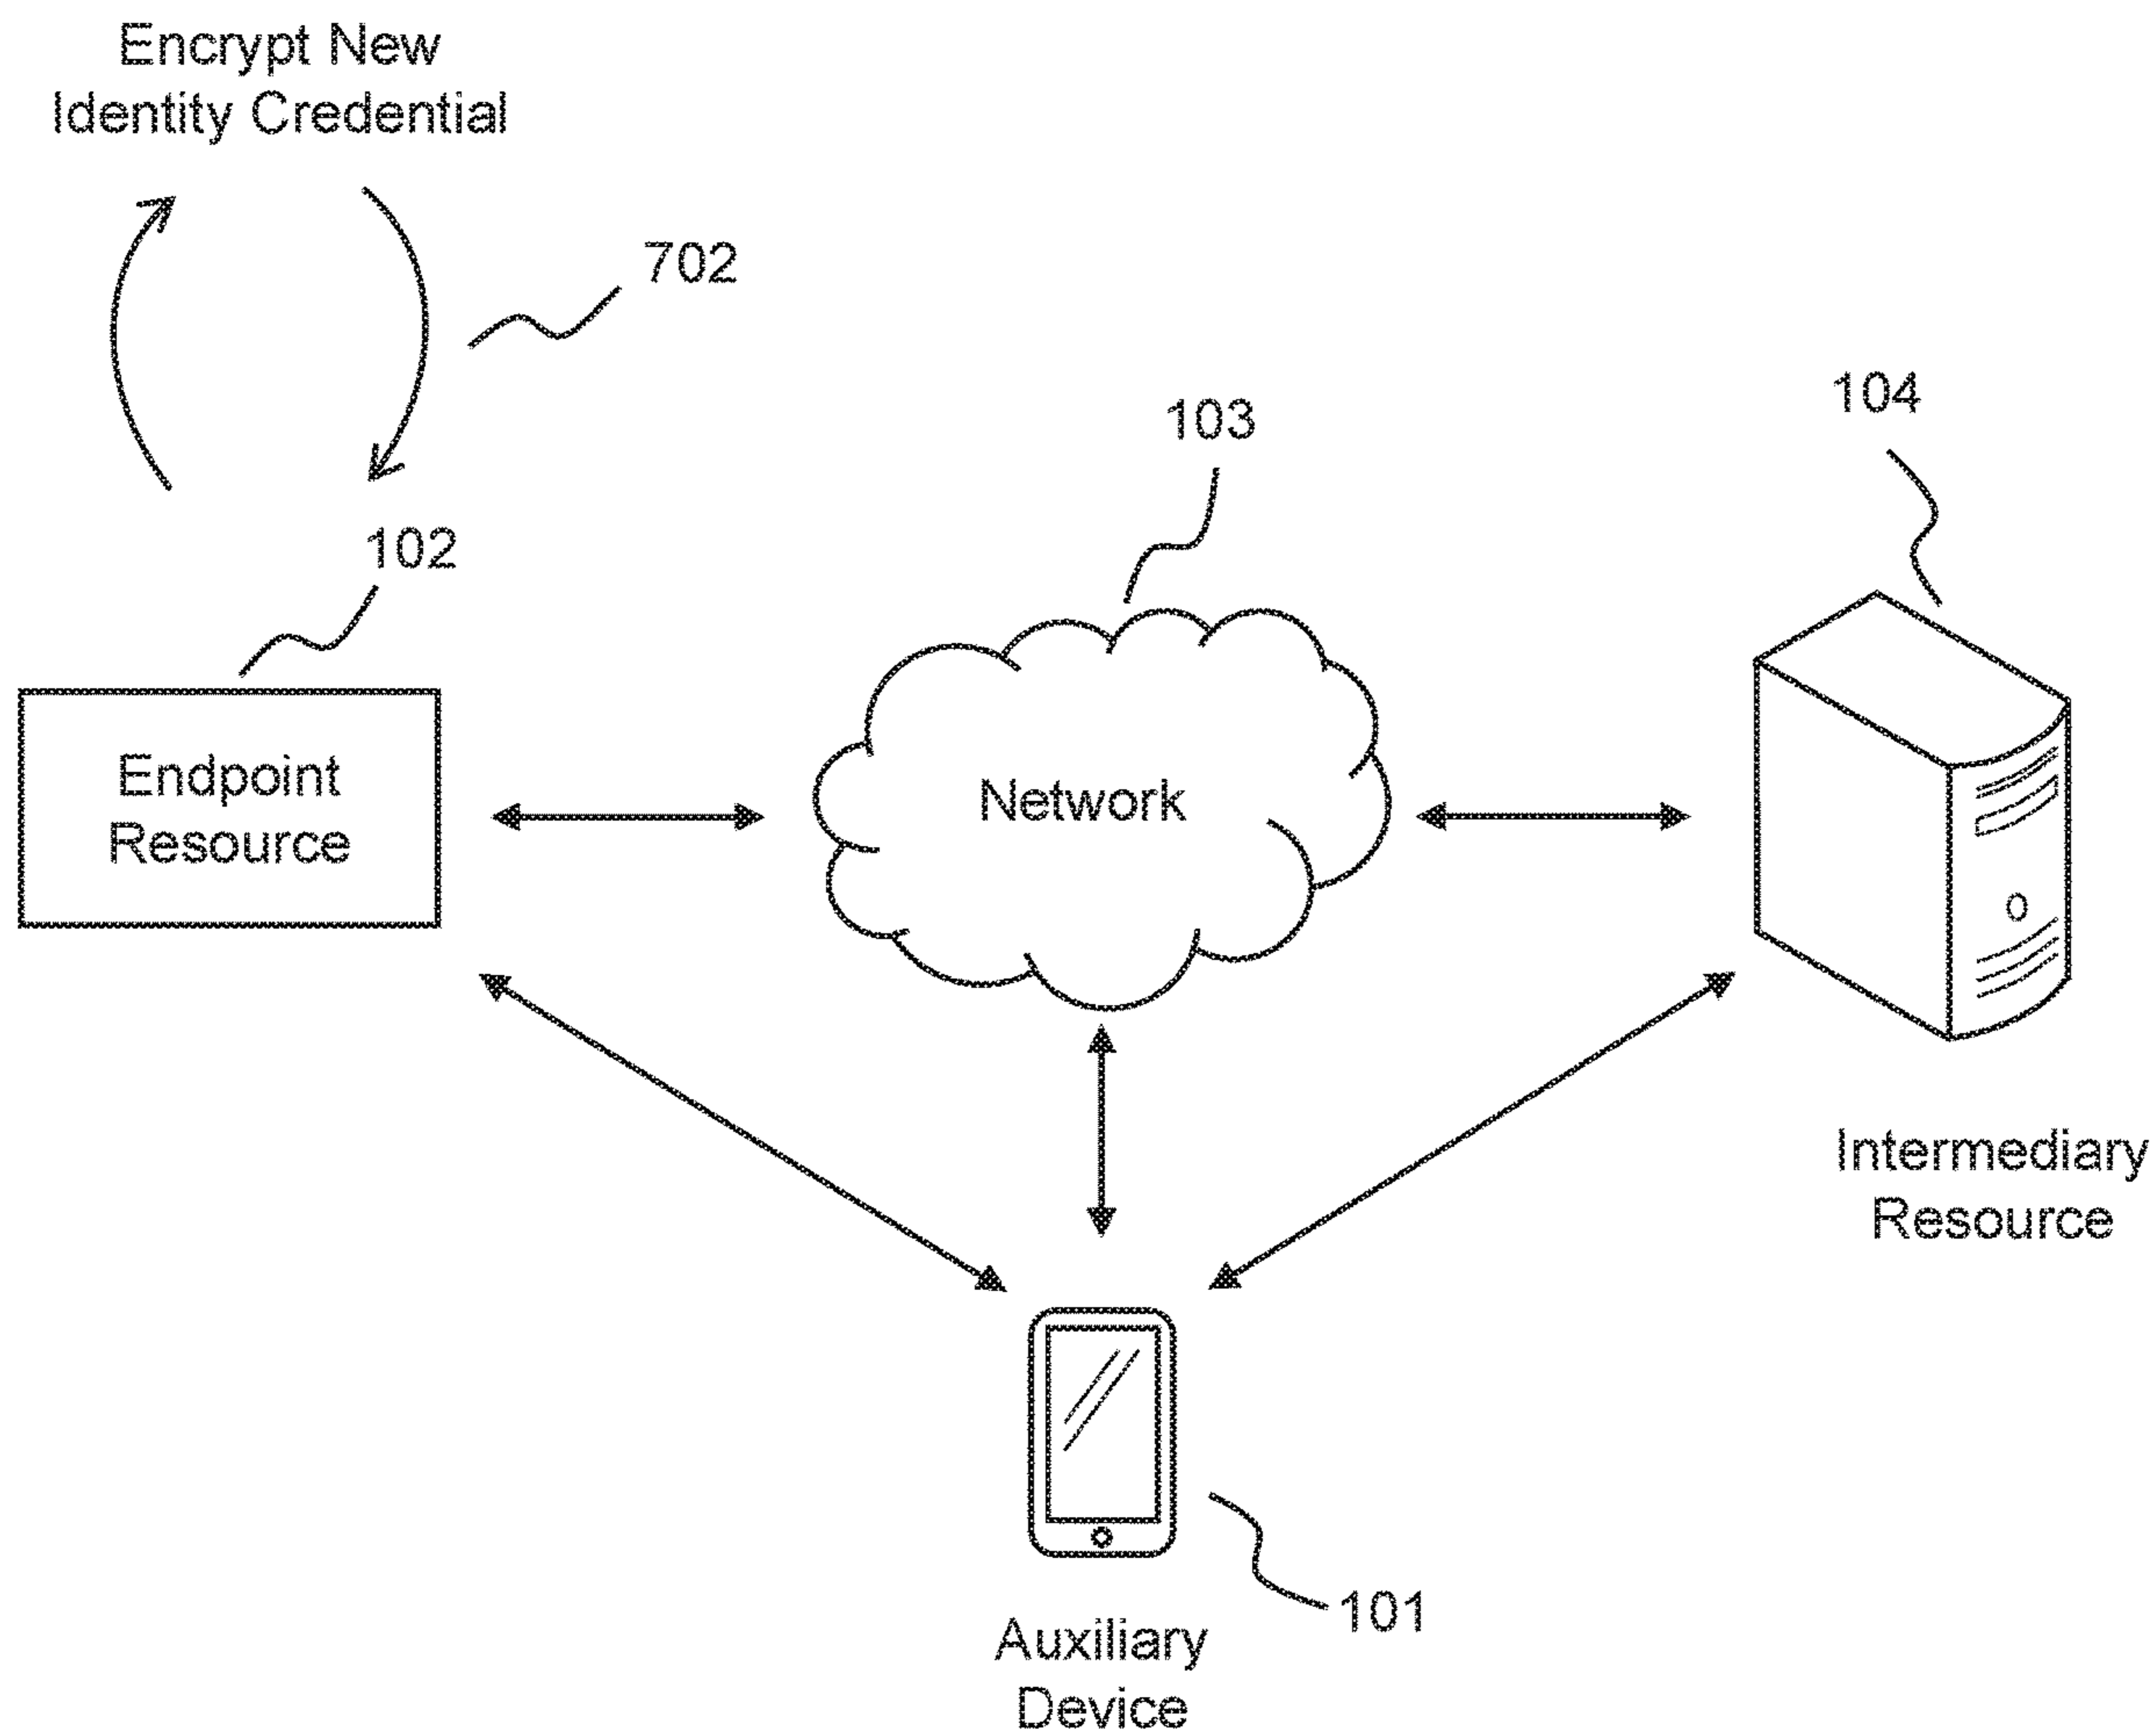 Encrypt New
Identity Credential
702
103
104
102
Endpoint
Resource
Network
Intermediary
Resource
101
Auxiliary
Device